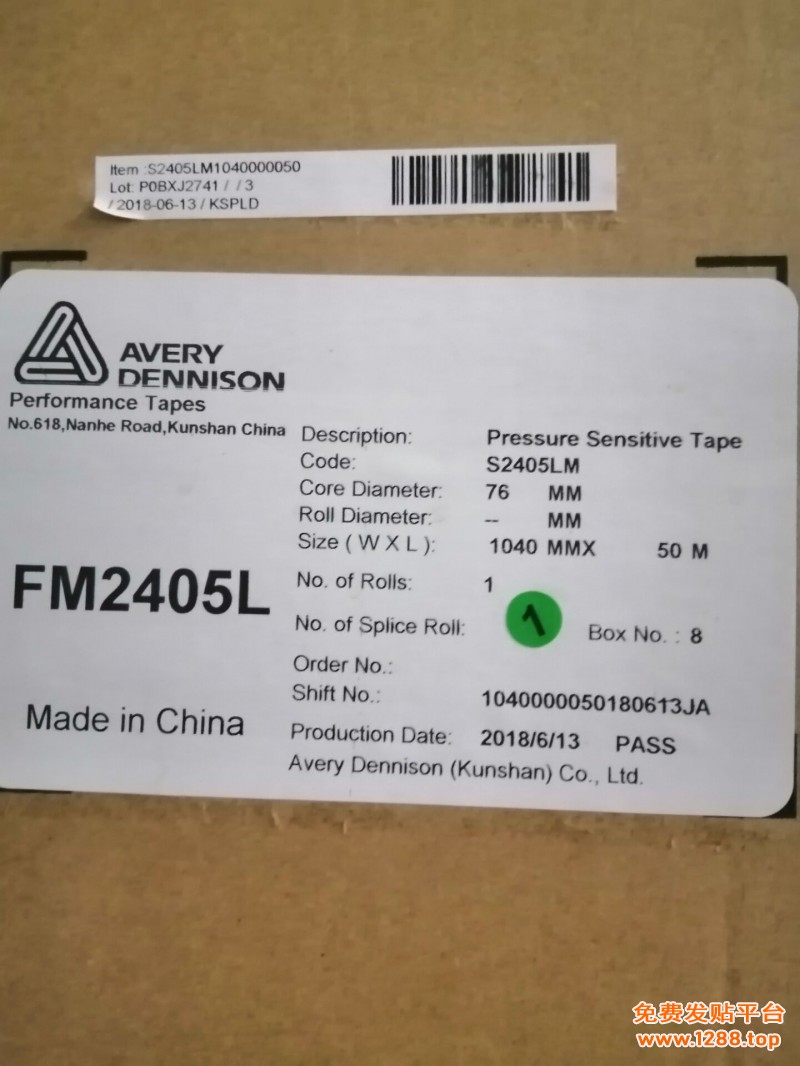 Item :S2405LM1040000050
Lot: P0BXJ2741 / / 3
/ 2018-06-13 / KSPLD
AVERY
DENNISON
Performance Tapes
No.618,Nanhe Road,Kunshan China
Description: Pressure Sensitive Tape
Code: S2405LM
Core Diameter: 76 MM
Roll Diameter: -- MM
Size ( W X L ): 1040 MMX 50 M
FM2405L
No. of Rolls: 1
No. of Splice Roll: 1 Box No. : 8
Order No.:
Shift No.: 1040000050180613JA
Made in China
Production Date: 2018/6/13 PASS
Avery Dennison (Kunshan) Co., Ltd.
免费发贴平台
www.1288.top